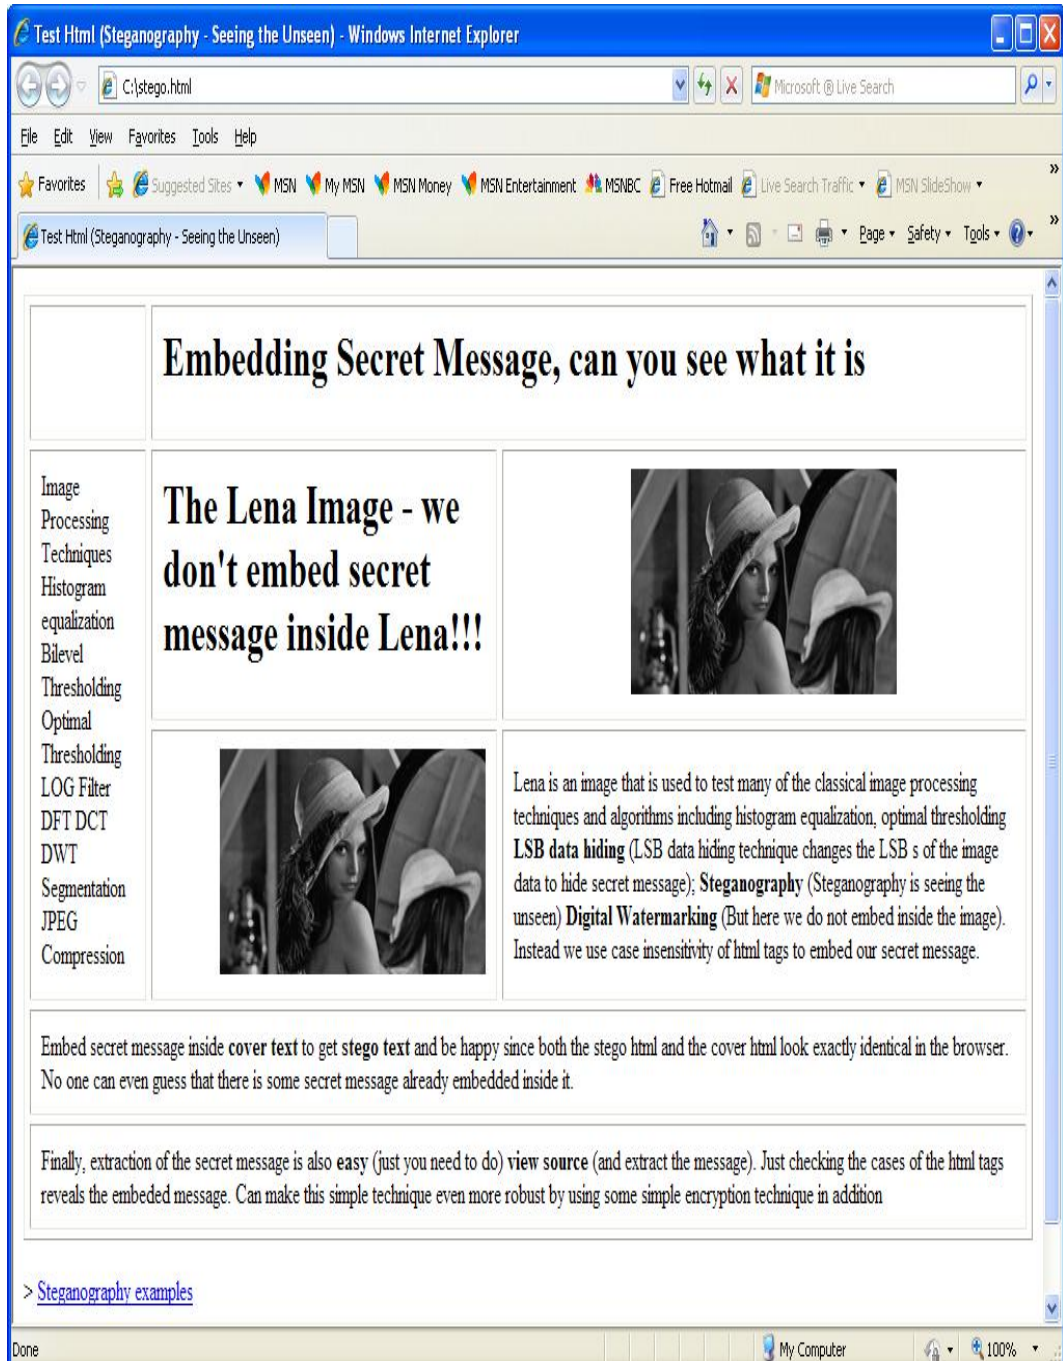 Test Html (Steganography - Seeing the Unseen) - Windows Internet Explorer
C:\stego.html
Microsoft ® Live Search
File Edit View Favorites Tools Help
Favorites Suggested Sites MSN My MSN MSN Money MSN Entertainment MSNBC Free Hotmail Live Search Traffic MSN SlideShow »
Test Html (Steganography - Seeing the Unseen)
Page Safety Tools »
Embedding Secret Message, can you see what it is
Image
Processing
Techniques
Histogram
equalization
Bilevel
Thresholding
Optimal
Thresholding
LOG Filter
DFT DCT
DWT
Segmentation
JPEG
Compression
The Lena Image - we
don't embed secret
message inside Lena!!!
Lena is an image that is used to test many of the classical image processing
techniques and algorithms including histogram equalization, optimal thresholding
LSB data hiding (LSB data hiding technique changes the LSB s of the image
data to hide secret message); Steganography (Steganography is seeing the
unseen) Digital Watermarking (But here we do not embed inside the image).
Instead we use case insensitivity of html tags to embed our secret message.
Embed secret message inside cover text to get stego text and be happy since both the stego html and the cover html look exactly identical in the browser.
No one can even guess that there is some secret message already embedded inside it.
Finally, extraction of the secret message is also easy (just you need to do) view source (and extract the message). Just checking the cases of the html tags
reveals the embeded message. Can make this simple technique even more robust by using some simple encryption technique in addition
> Steganography examples
Done My Computer 100%